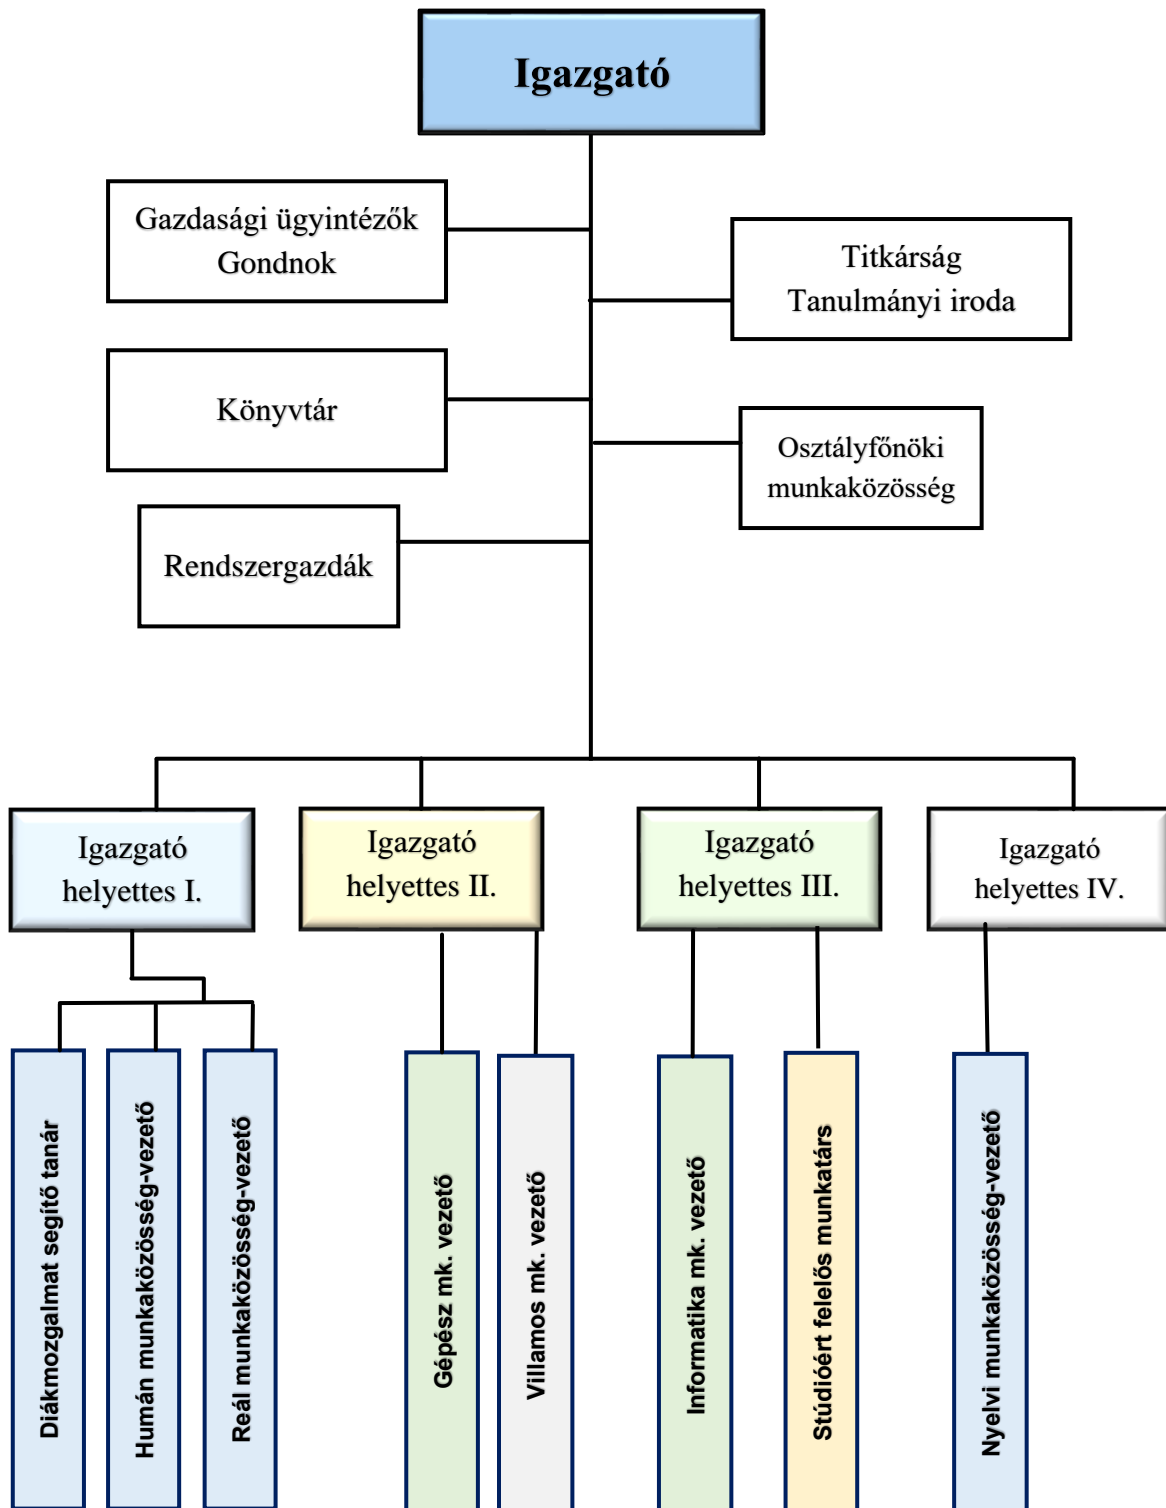 Igazgató
Gazdasági ügyintézők
Gondnok
Titkárság
Tanulmányi iroda
Könyvtár
Osztályfőnöki
munkaközösség
Rendszergazdák
Igazgató
helyettes I.
Igazgató
helyettes II.
Igazgató
helyettes III.
Igazgató
helyettes IV.
Diákmozgalmat segítő tanár
Humán munkaközösség-vezető
Reál munkaközösség-vezető
Gépész mk. vezető
Villamos mk. vezető
Informatika mk. vezető
Stúdióért felelős munkatárs
Nyelvi munkaközösség-vezető